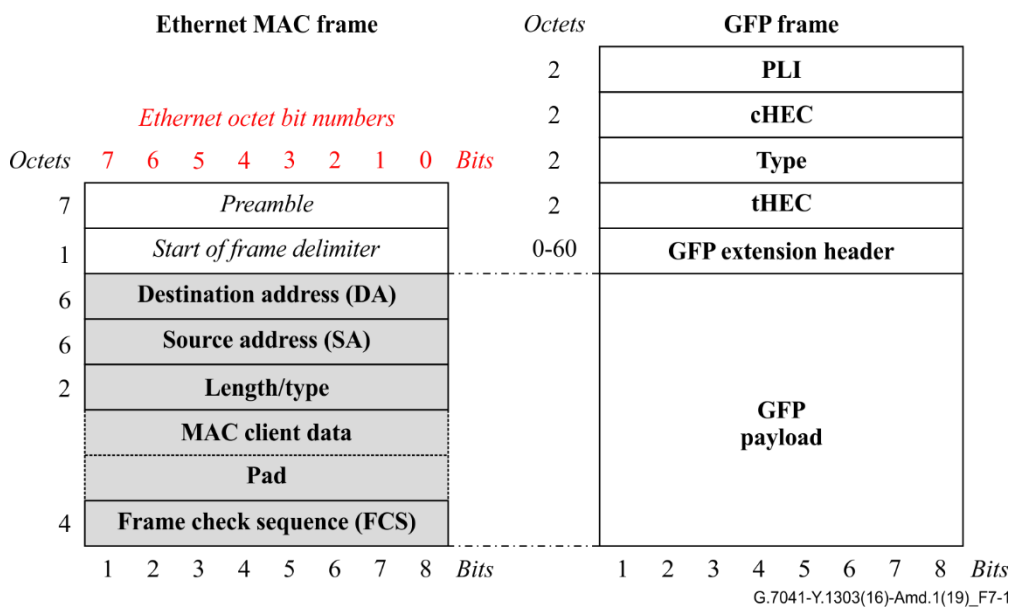 Ethernet MAC frame
Octets
GFP frame
2
PLI
2
cHEC
Ethernet octet bit numbers
Octets 7 6 5 4 3 2 1 0 Bits
2
Type
7
Preamble
2
tHEC
1
Start of frame delimiter
0-60
GFP extension header
6
Destination address (DA)
6
Source address (SA)
2
Length/type
MAC client data
Pad
4
Frame check sequence (FCS)
GFP
payload
1 2 3 4 5 6 7 8 Bits
1 2 3 4 5 6 7 8 Bits
G.7041-Y.1303(16)-Amd.1(19)_F7-1